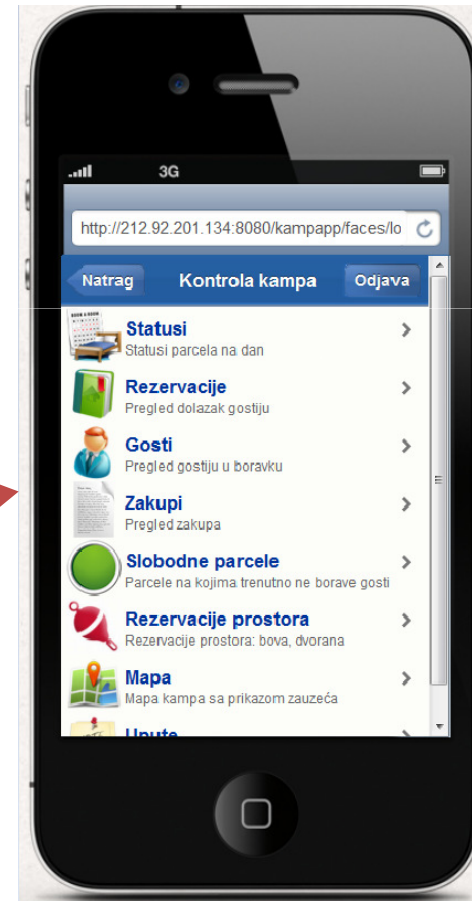 3G
http://212.92.201.134:8080/kampapp/faces/lo
Natrag Kontrola kampa Odjava
Statusi
Statusi parcela na dan
Rezervacije
Pregled dolazak gostiju
Gosti
Pregled gostiju u boravku
Zakupi
Pregled zakupa
Slobodne parcele
Parcele na kojima trenutno ne borave gosti
Rezervacije prostora
Rezervacije prostora: bova, dvorana
Mapa
Mapa kampa sa prikazom zauzeća
Upute